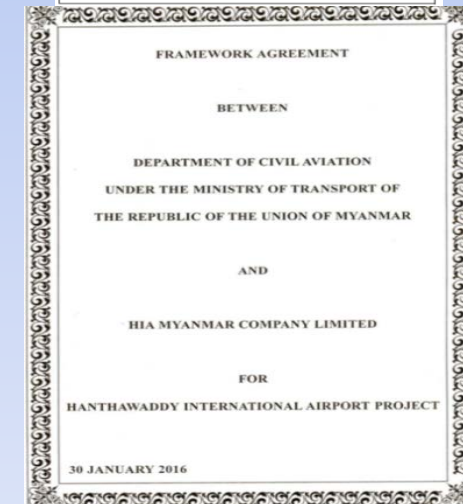 FRAMEWORK AGREEMENT
BETWEEN
DEPARTMENT OF CIVIL AVIATION
UNDER THE MINISTRY OF TRANSPORT OF
THE REPUBLIC OF THE UNION OF MYANMAR
AND
HIA MYANMAR COMPANY LIMITED
FOR
HANTHAWADDY INTERNATIONAL AIRPORT PROJECT
30 JANUARY 2016